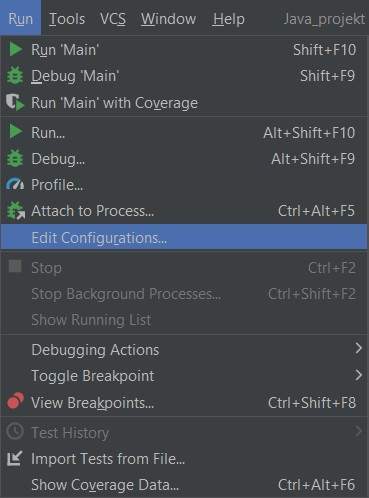 Run Tools VCS Window Help Java_projekt
Run 'Main' Shift+F10
Debug 'Main' Shift+F9
Run 'Main' with Coverage
Run... Alt+Shift+F10
Debug... Alt+Shift+F9
Profile...
Attach to Process... Ctrl+Alt+F5
Edit Configurations...
Stop Ctrl+F2
Stop Background Processes... Ctrl+Shift+F2
Show Running List
Debugging Actions
Toggle Breakpoint
View Breakpoints... Ctrl+Shift+F8
Test History
Import Tests from File...
Show Coverage Data... Ctrl+Alt+F6